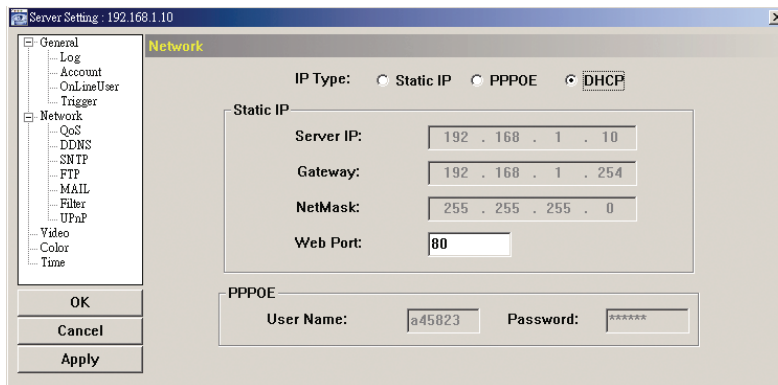 Server Setting : 192.168.1.10
General
Log
Account
OnLineUser
Trigger
Network
QoS
DDNS
SNTP
FTP
MAIL
Filter
UPnP
Video
Color
Time
OK
Cancel
Apply
Network
IP Type: Static IP PPPOE DHCP
Static IP
Server IP: 192 . 168 . 1 . 10
Gateway: 192 . 168 . 1 . 254
NetMask: 255 . 255 . 255 . 0
Web Port: 80
PPPOE
User Name: a45823 Password: ******